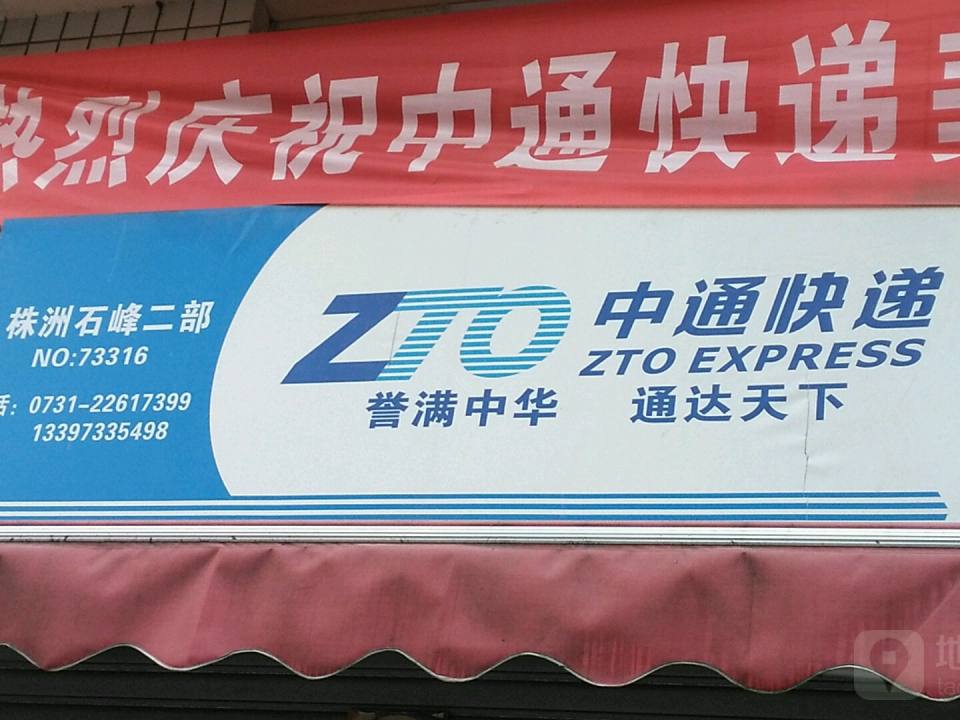 热烈庆祝中通快递
株洲石峰二部
NO:73316
话: 0731-22617399
13397335498
ZTO
中通快递
ZTO EXPRESS
誉满中华 通达天下